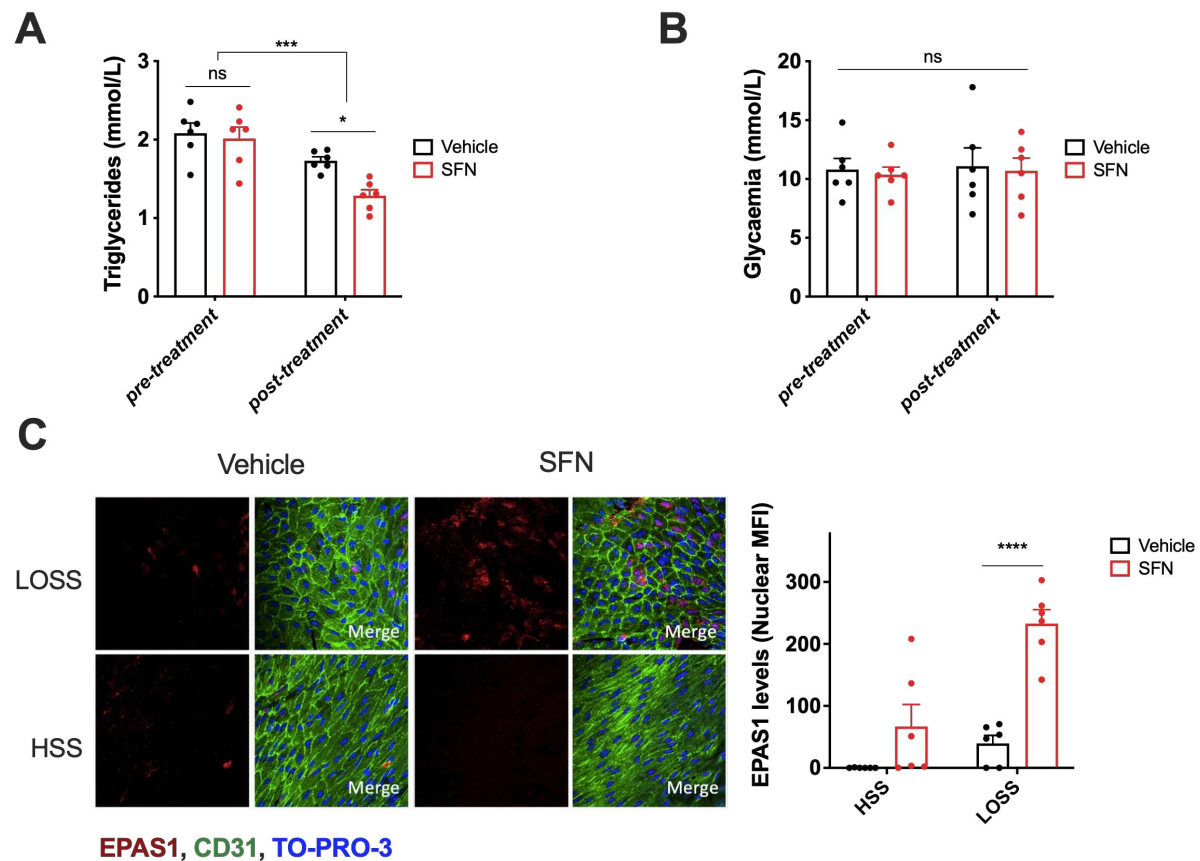 A
***
ns
*
Triglycerides (mmol/L)
3
2
1
0
pre-treatment
post-treatment
Vehicle
SFN
B
ns
Glycaemia (mmol/L)
20
15
10
5
0
pre-treatment
post-treatment
Vehicle
SFN
C
Vehicle
SFN
LOSS
Merge
Merge
HSS
Merge
Merge
EPAS1, CD31, TO-PRO-3
EPAS1 levels (Nuclear MFI)
300
200
100
0
****
HSS
LOSS
Vehicle
SFN